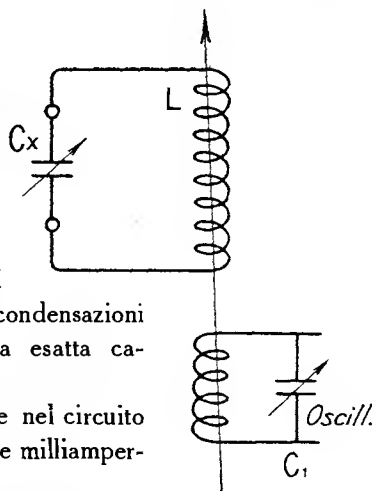 L
Cx
condensazioni
a esatta ca-
e nel circuito
e milliamper-
Oscill.
C₁